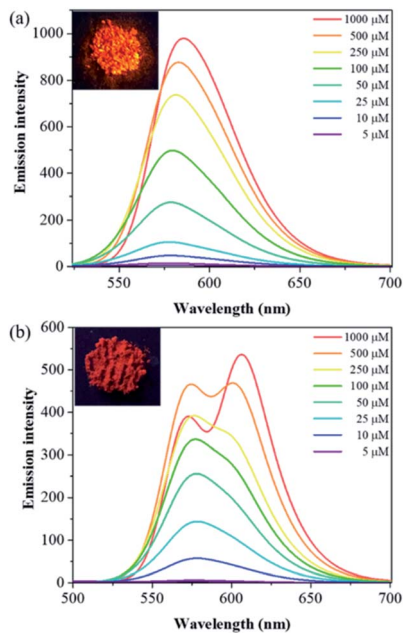 (a)
1000
800
600
400
200
0
Emission intensity
1000 μM
500 μM
250 μM
100 μM
50 μM
25 μM
10 μM
5 μM
550 600 650 700
Wavelength (nm)
(b)
600
500
400
300
200
100
0
Emission intensity
1000 μM
500 μM
250 μM
100 μM
50 μM
25 μM
10 μM
5 μM
500 550 600 650 700
Wavelength (nm)